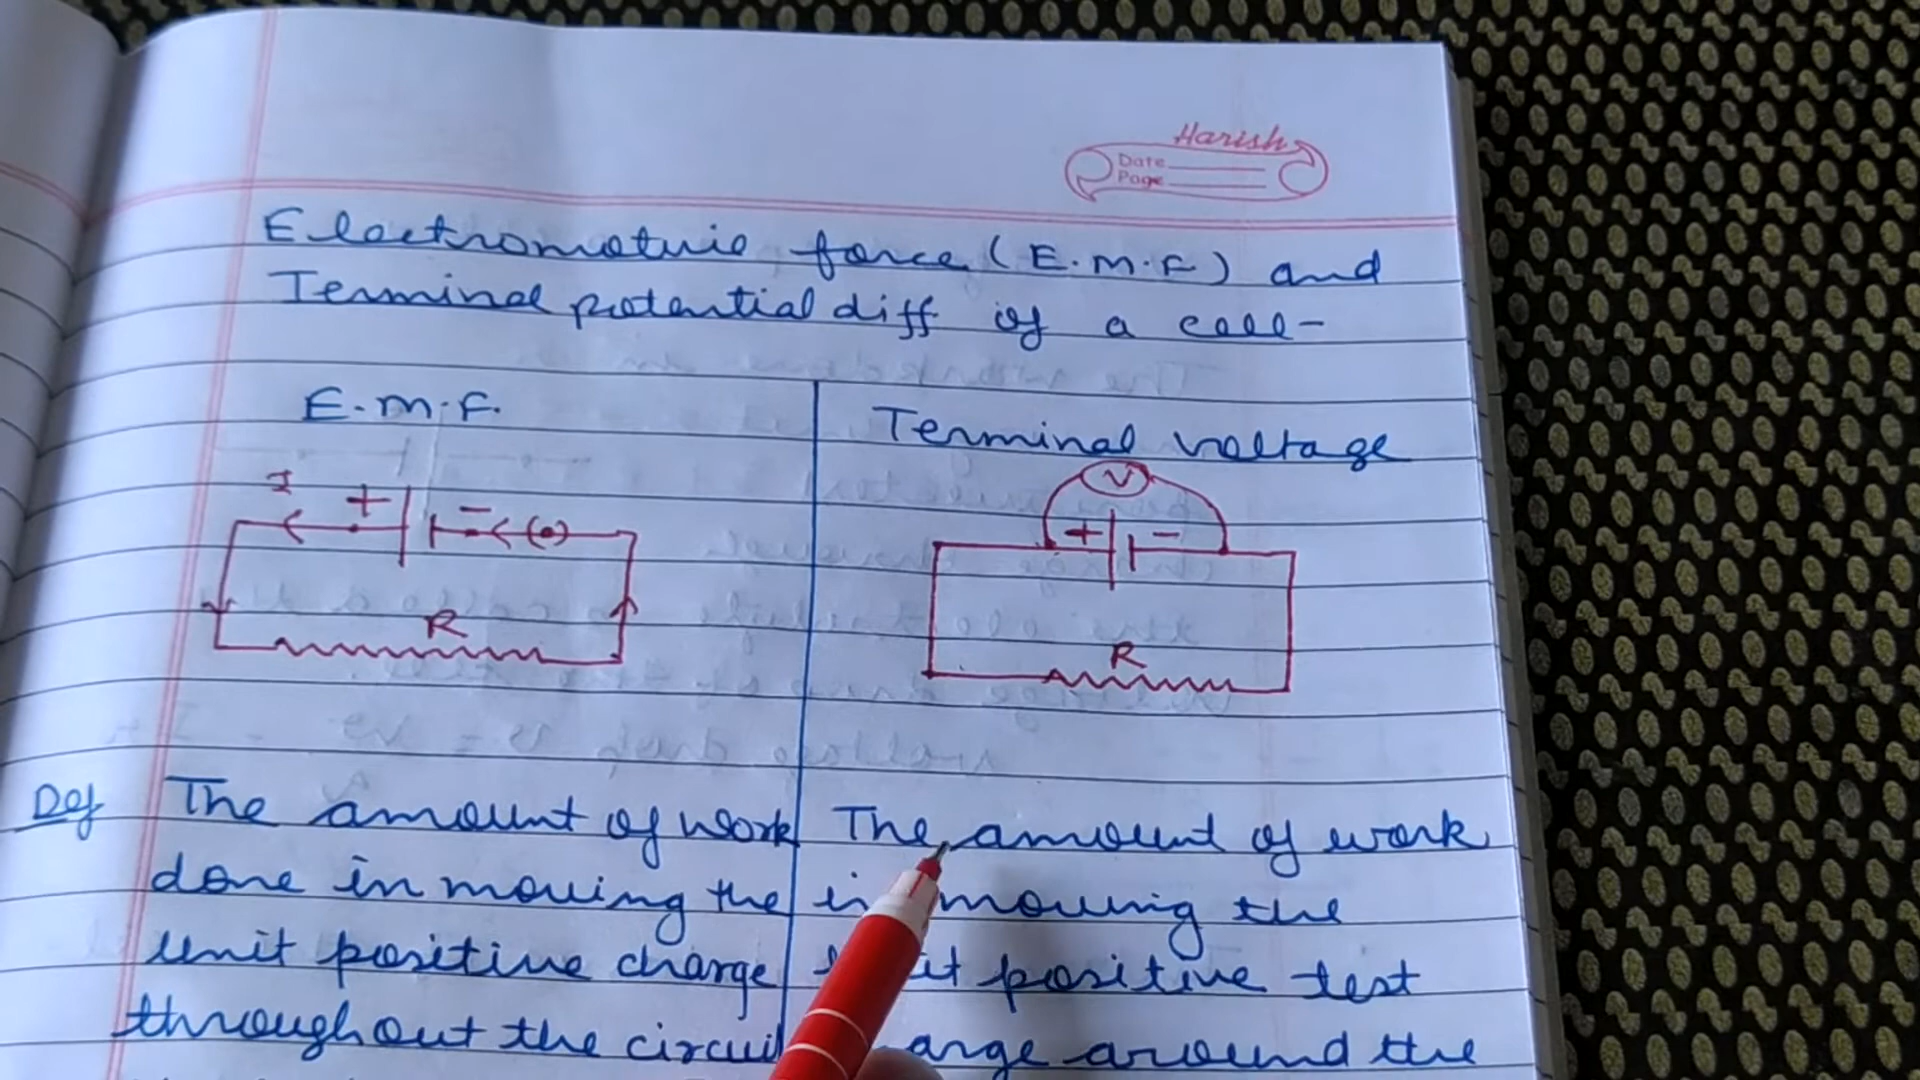 Harish
Date
Page
Electromotive force (E.M.F) and
Terminal potential diff of a cell-
E.M.F.
I + -
R
Terminal voltage
V
+ -
R
Def The amount of work
done in moving the
unit positive charge
throughout the circuit
The amount of work
in moving the
positive test
around the